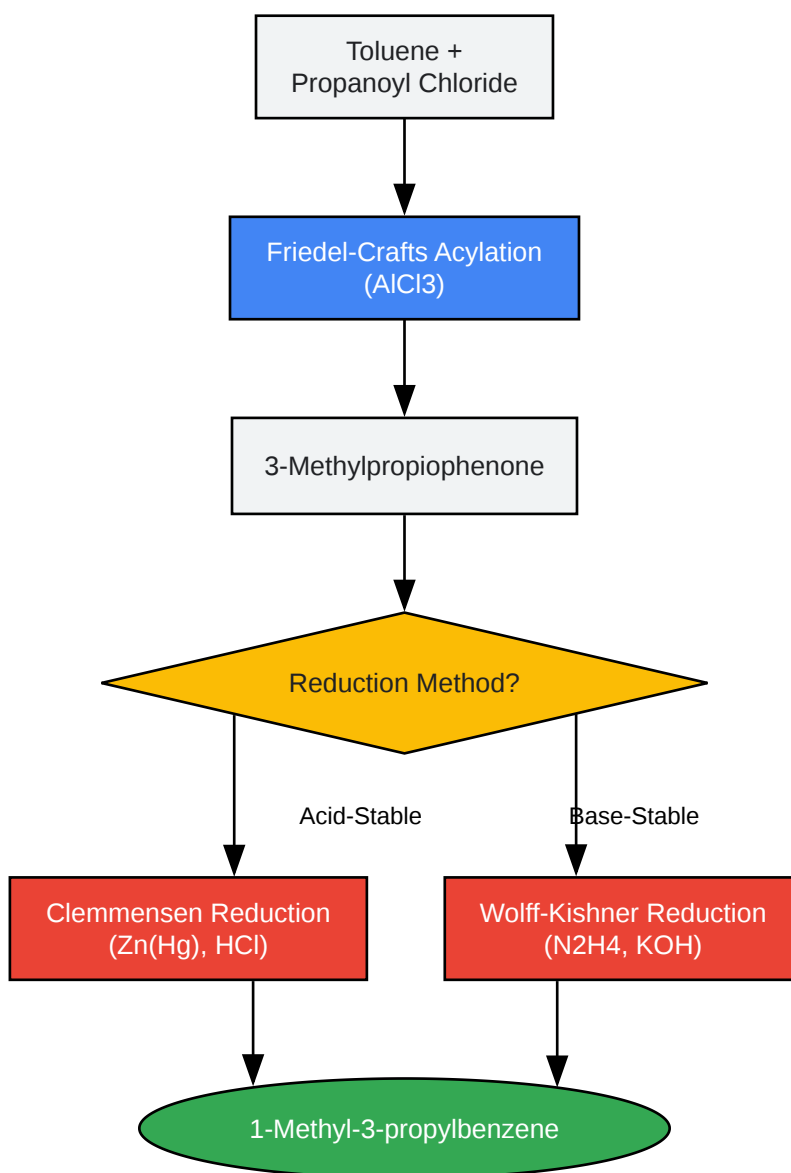 Toluene +
Propanoyl Chloride
Friedel-Crafts Acylation
(AlCl3)
3-Methylpropiophenone
Reduction Method?
Acid-Stable
Base-Stable
Clemmensen Reduction
(Zn(Hg), HCl)
Wolff-Kishner Reduction
(N2H4, KOH)
1-Methyl-3-propylbenzene